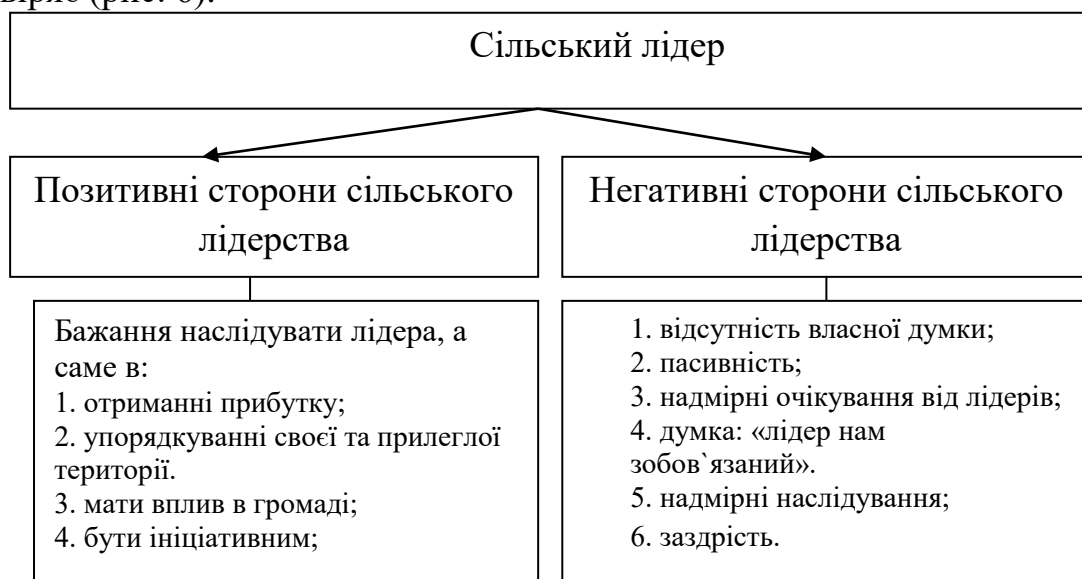 (рис. 6).
Сільський лідер
Позитивні сторони сільського
лідерства
Негативні сторони сільського
лідерства
Бажання наслідувати лідера, а
саме в:
1. отриманні прибутку;
2. упорядкуванні своєї та прилеглої
території.
3. мати вплив в громаді;
4. бути ініціативним;
1. відсутність власної думки;
2. пасивність;
3. надмірні очікування від лідерів;
4. думка: «лідер нам
зобов`язаний».
5. надмірні наслідування;
6. заздрість.